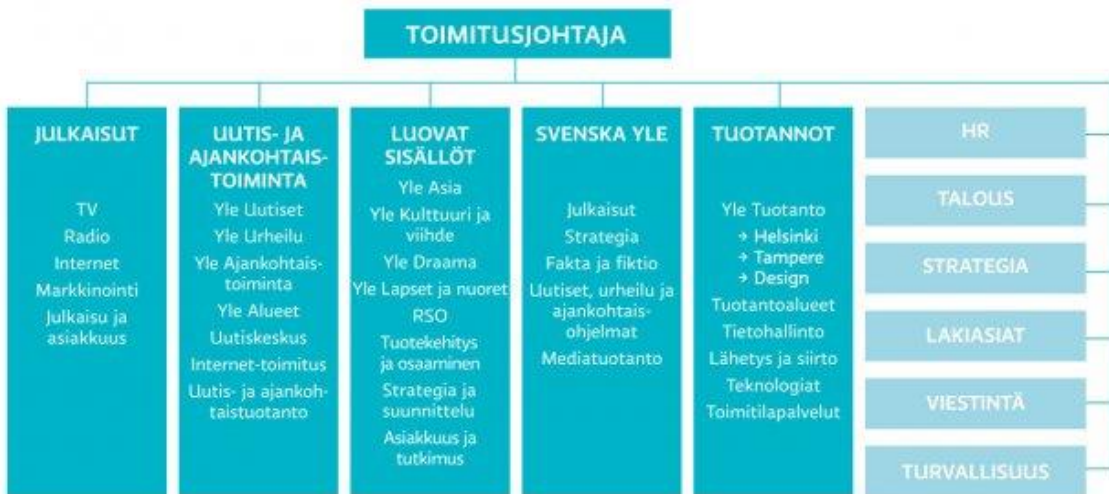 TOIMITUSJOHTAJA
JULKAISUT
TV
Radio
Internet
Markkinointi
Julkaisu ja
asiakkuus
UUTIS- JA
AJANKOHTAIS-
TOIMINTA
Yle Uutiset
Yle Urheilu
Yle Ajankohtais-
toiminta
Yle Alueet
Uutiskeskus
Internet-toimitus
Uutis- ja ajankoh-
taistuotanto
LUOVAT
SISÄLLÖT
Yle Asia
Yle Kulttuuri ja
viihde
Yle Draama
Yle Lapset ja nuoret
RSO
Tuotekehitys
ja osaaminen
Strategia ja
suunnittelu
Asiakkuus ja
tutkimus
SVENSKA YLE
Julkaisut
Strategia
Fakta ja fiktio
Uutiset, urheilu ja
ajankohtais-
ohjelmat
Mediatuotanto
TUOTANNOT
Yle Tuotanto
→ Helsinki
→ Tampere
→ Design
Tuotantoalueet
Tietohallinto
Lähetys ja siirto
Teknologiat
Toimitilapalvelut
HR
TALOUS
STRATEGIA
LAKIASIAT
VIESTINTÄ
TURVALLISUUS